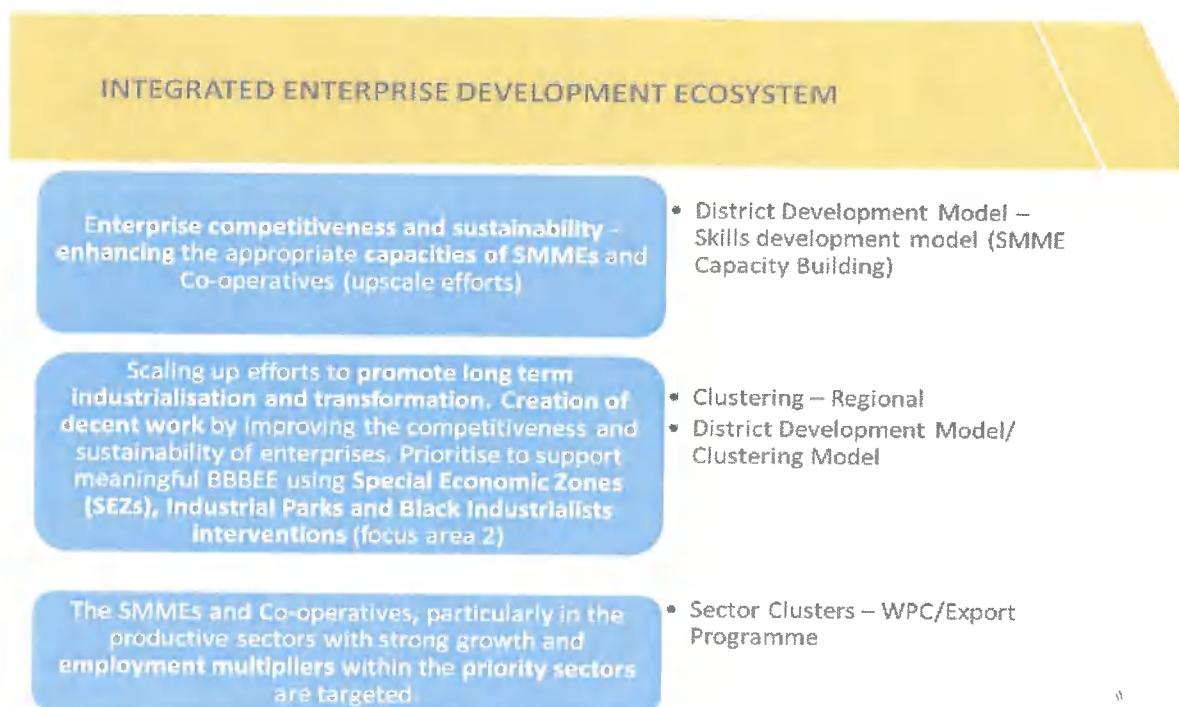 INTEGRATED ENTERPRISE DEVELOPMENT ECOSYSTEM
Enterprise competitiveness and sustainability -
enhancing the appropriate capacities of SMMEs and
Co-operatives (upscale efforts)
• District Development Model –
Skills development model (SMME
Capacity Building)
Scaling up efforts to promote long term
industrialisation and transformation. Creation of
decent work by improving the competitiveness and
sustainability of enterprises. Prioritise to support
meaningful BBBEE using Special Economic Zones
(SEZs), Industrial Parks and Black Industrialists
interventions (focus area 2)
• Clustering – Regional
• District Development Model/
Clustering Model
The SMMEs and Co-operatives, particularly in the
productive sectors with strong growth and
employment multipliers within the priority sectors
are targeted.
• Sector Clusters – WPC/Export
Programme